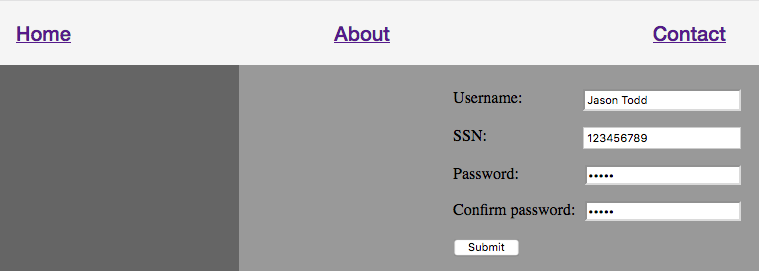 Home About Contact
Username: Jason Todd
SSN: 123456789
Password: •••••
Confirm password: •••••
Submit